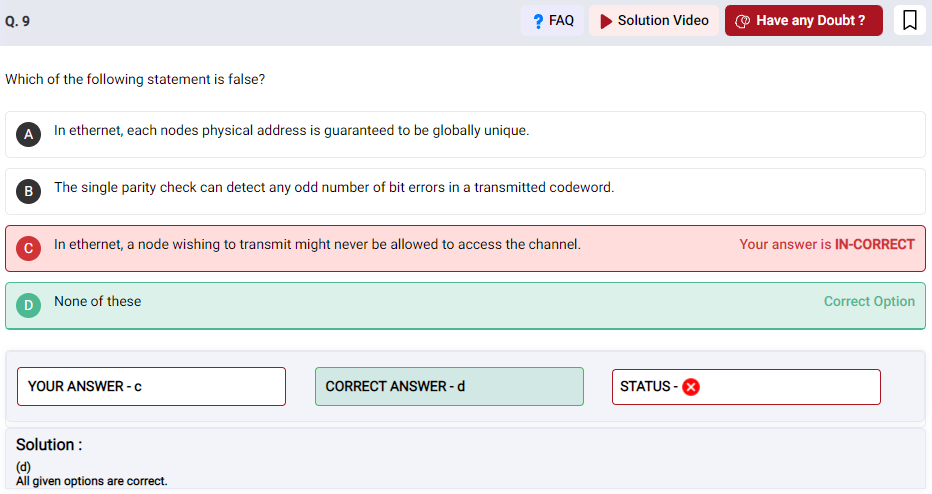 Q. 9
? FAQ
Solution Video
Have any Doubt ?
Which of the following statement is false?
A
In ethernet, each nodes physical address is guaranteed to be globally unique.
B
The single parity check can detect any odd number of bit errors in a transmitted codeword.
C
In ethernet, a node wishing to transmit might never be allowed to access the channel.
Your answer is IN-CORRECT
D
None of these
Correct Option
YOUR ANSWER - c
CORRECT ANSWER - d
STATUS -
Solution :
(d)
All given options are correct.